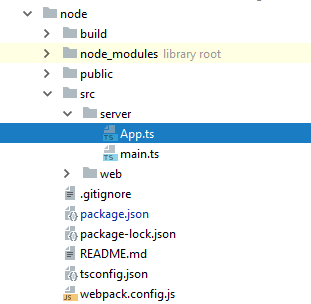 node
build
node_modules library root
public
src
server
App.ts
main.ts
web
.gitignore
package.json
package-lock.json
README.md
tsconfig.json
webpack.config.js